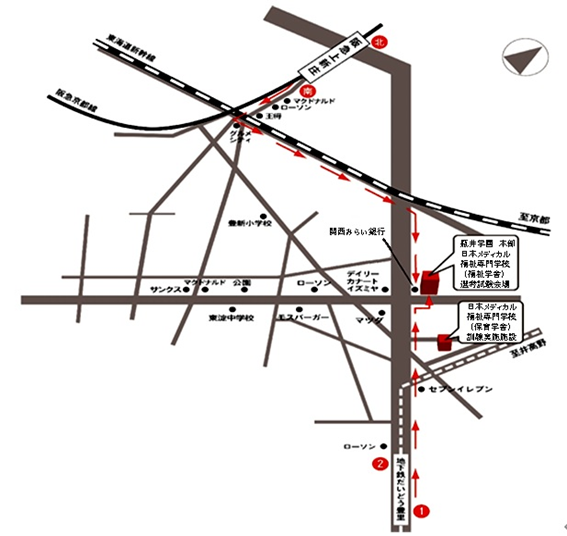 東海道新幹線
阪急京都線
阪急上新庄
北
南
マクドナルド
ローソン
王将
グルメ
シティ
至京都
豊新小学校
関西みらい銀行
瓶井学園 本部
日本メディカル
福祉専門学校
（福祉学舎）
選考試験会場
サンクス
マクドナルド
公園
ローソン
デイリー
カナート
イズミヤ
東淀中学校
モスバーガー
マツダ
日本メディカル
福祉専門学校
（保育学舎）
訓練実施施設
至井高野
セブンイレブン
ローソン
2
地下鉄だいどう豊里
1